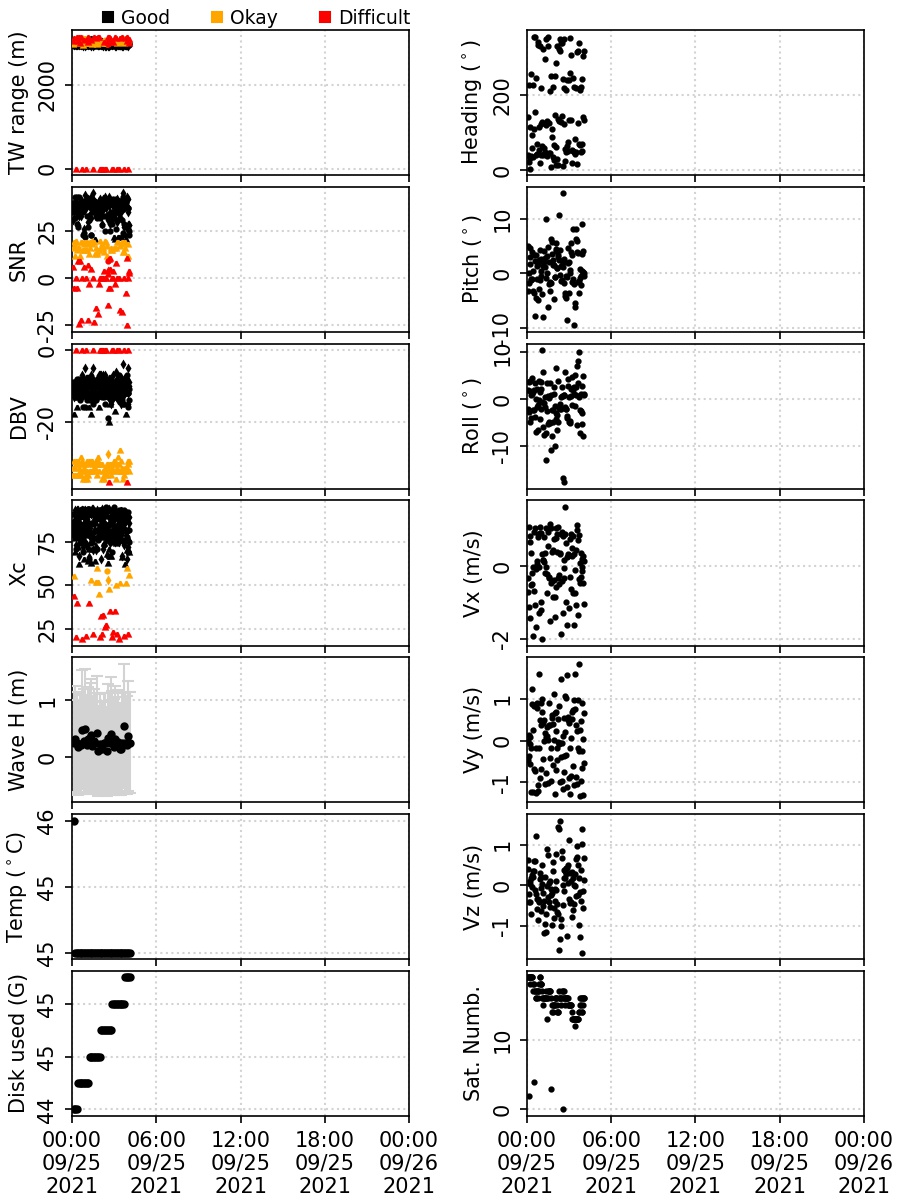 Good Okay Difficult
TW range (m)
2000
0
Heading (°)
200
0
SNR
25
0
-25
Pitch (°)
10
0
-10
DBV
0
-20
Roll (°)
10
0
-10
Xc
75
50
25
Vx (m/s)
0
-2
Wave H (m)
1
0
Vy (m/s)
1
0
-1
Temp (°C)
46
45
45
Vz (m/s)
1
0
-1
Disk used (G)
45
45
44
Sat. Numb.
10
0
00:00 06:00 12:00 18:00 00:00 00:00 06:00 12:00 18:00 00:00
09/25 09/25 09/25 09/25 09/26 09/25 09/25 09/25 09/25 09/26
2021 2021 2021 2021 2021 2021 2021 2021 2021 2021